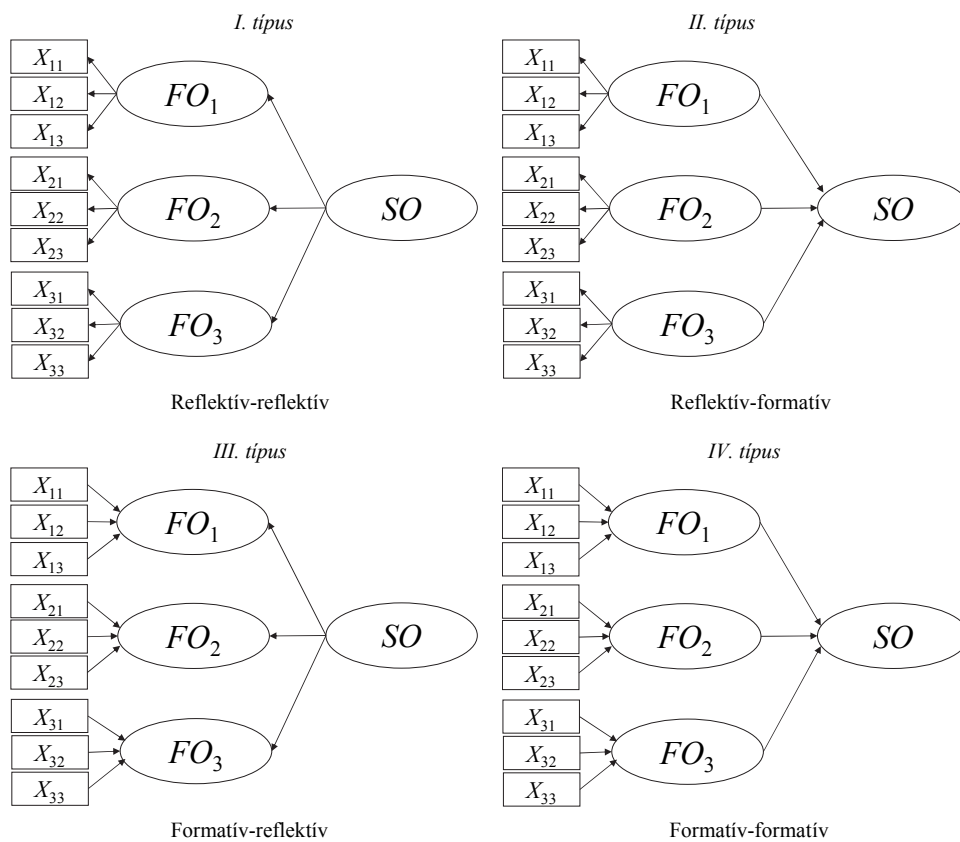 I. típus
X11
X12
X13
FO1
X21
X22
X23
FO2
SO
X31
X32
X33
FO3
Reflektív-reflektív
II. típus
X11
X12
X13
FO1
X21
X22
X23
FO2
SO
X31
X32
X33
FO3
Reflektív-formatív
III. típus
X11
X12
X13
FO1
X21
X22
X23
FO2
SO
X31
X32
X33
FO3
Formatív-reflektív
IV. típus
X11
X12
X13
FO1
X21
X22
X23
FO2
SO
X31
X32
X33
FO3
Formatív-formatív